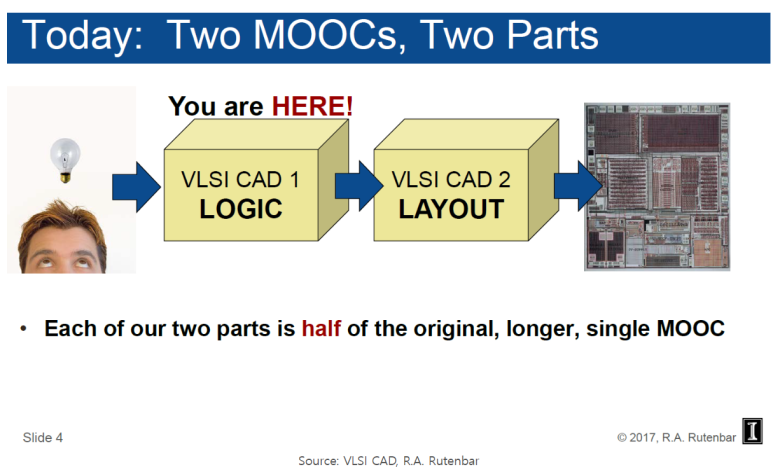 Today: Two MOOCs, Two Parts
You are HERE!
VLSI CAD 1
LOGIC
VLSI CAD 2
LAYOUT
• Each of our two parts is half of the original, longer, single MOOC
Slide 4
© 2017, R.A. Rutenbar
I
Source: VLSI CAD, R.A. Rutenbar